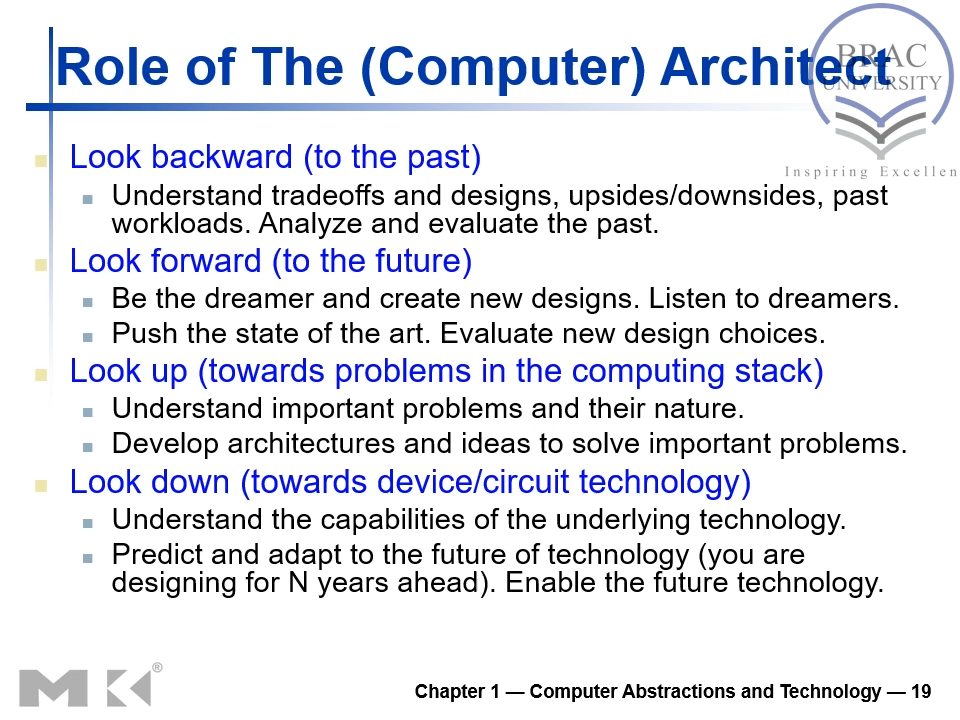 Role of The (Computer) Architect
BRAC
UNIVERSITY
Inspiring Excellen
Look backward (to the past)
Understand tradeoffs and designs, upsides/downsides, past
workloads. Analyze and evaluate the past.
Look forward (to the future)
Be the dreamer and create new designs. Listen to dreamers.
Push the state of the art. Evaluate new design choices.
Look up (towards problems in the computing stack)
Understand important problems and their nature.
Develop architectures and ideas to solve important problems.
Look down (towards device/circuit technology)
Understand the capabilities of the underlying technology.
Predict and adapt to the future of technology (you are
designing for N years ahead). Enable the future technology.
MK®
Chapter 1 — Computer Abstractions and Technology — 19